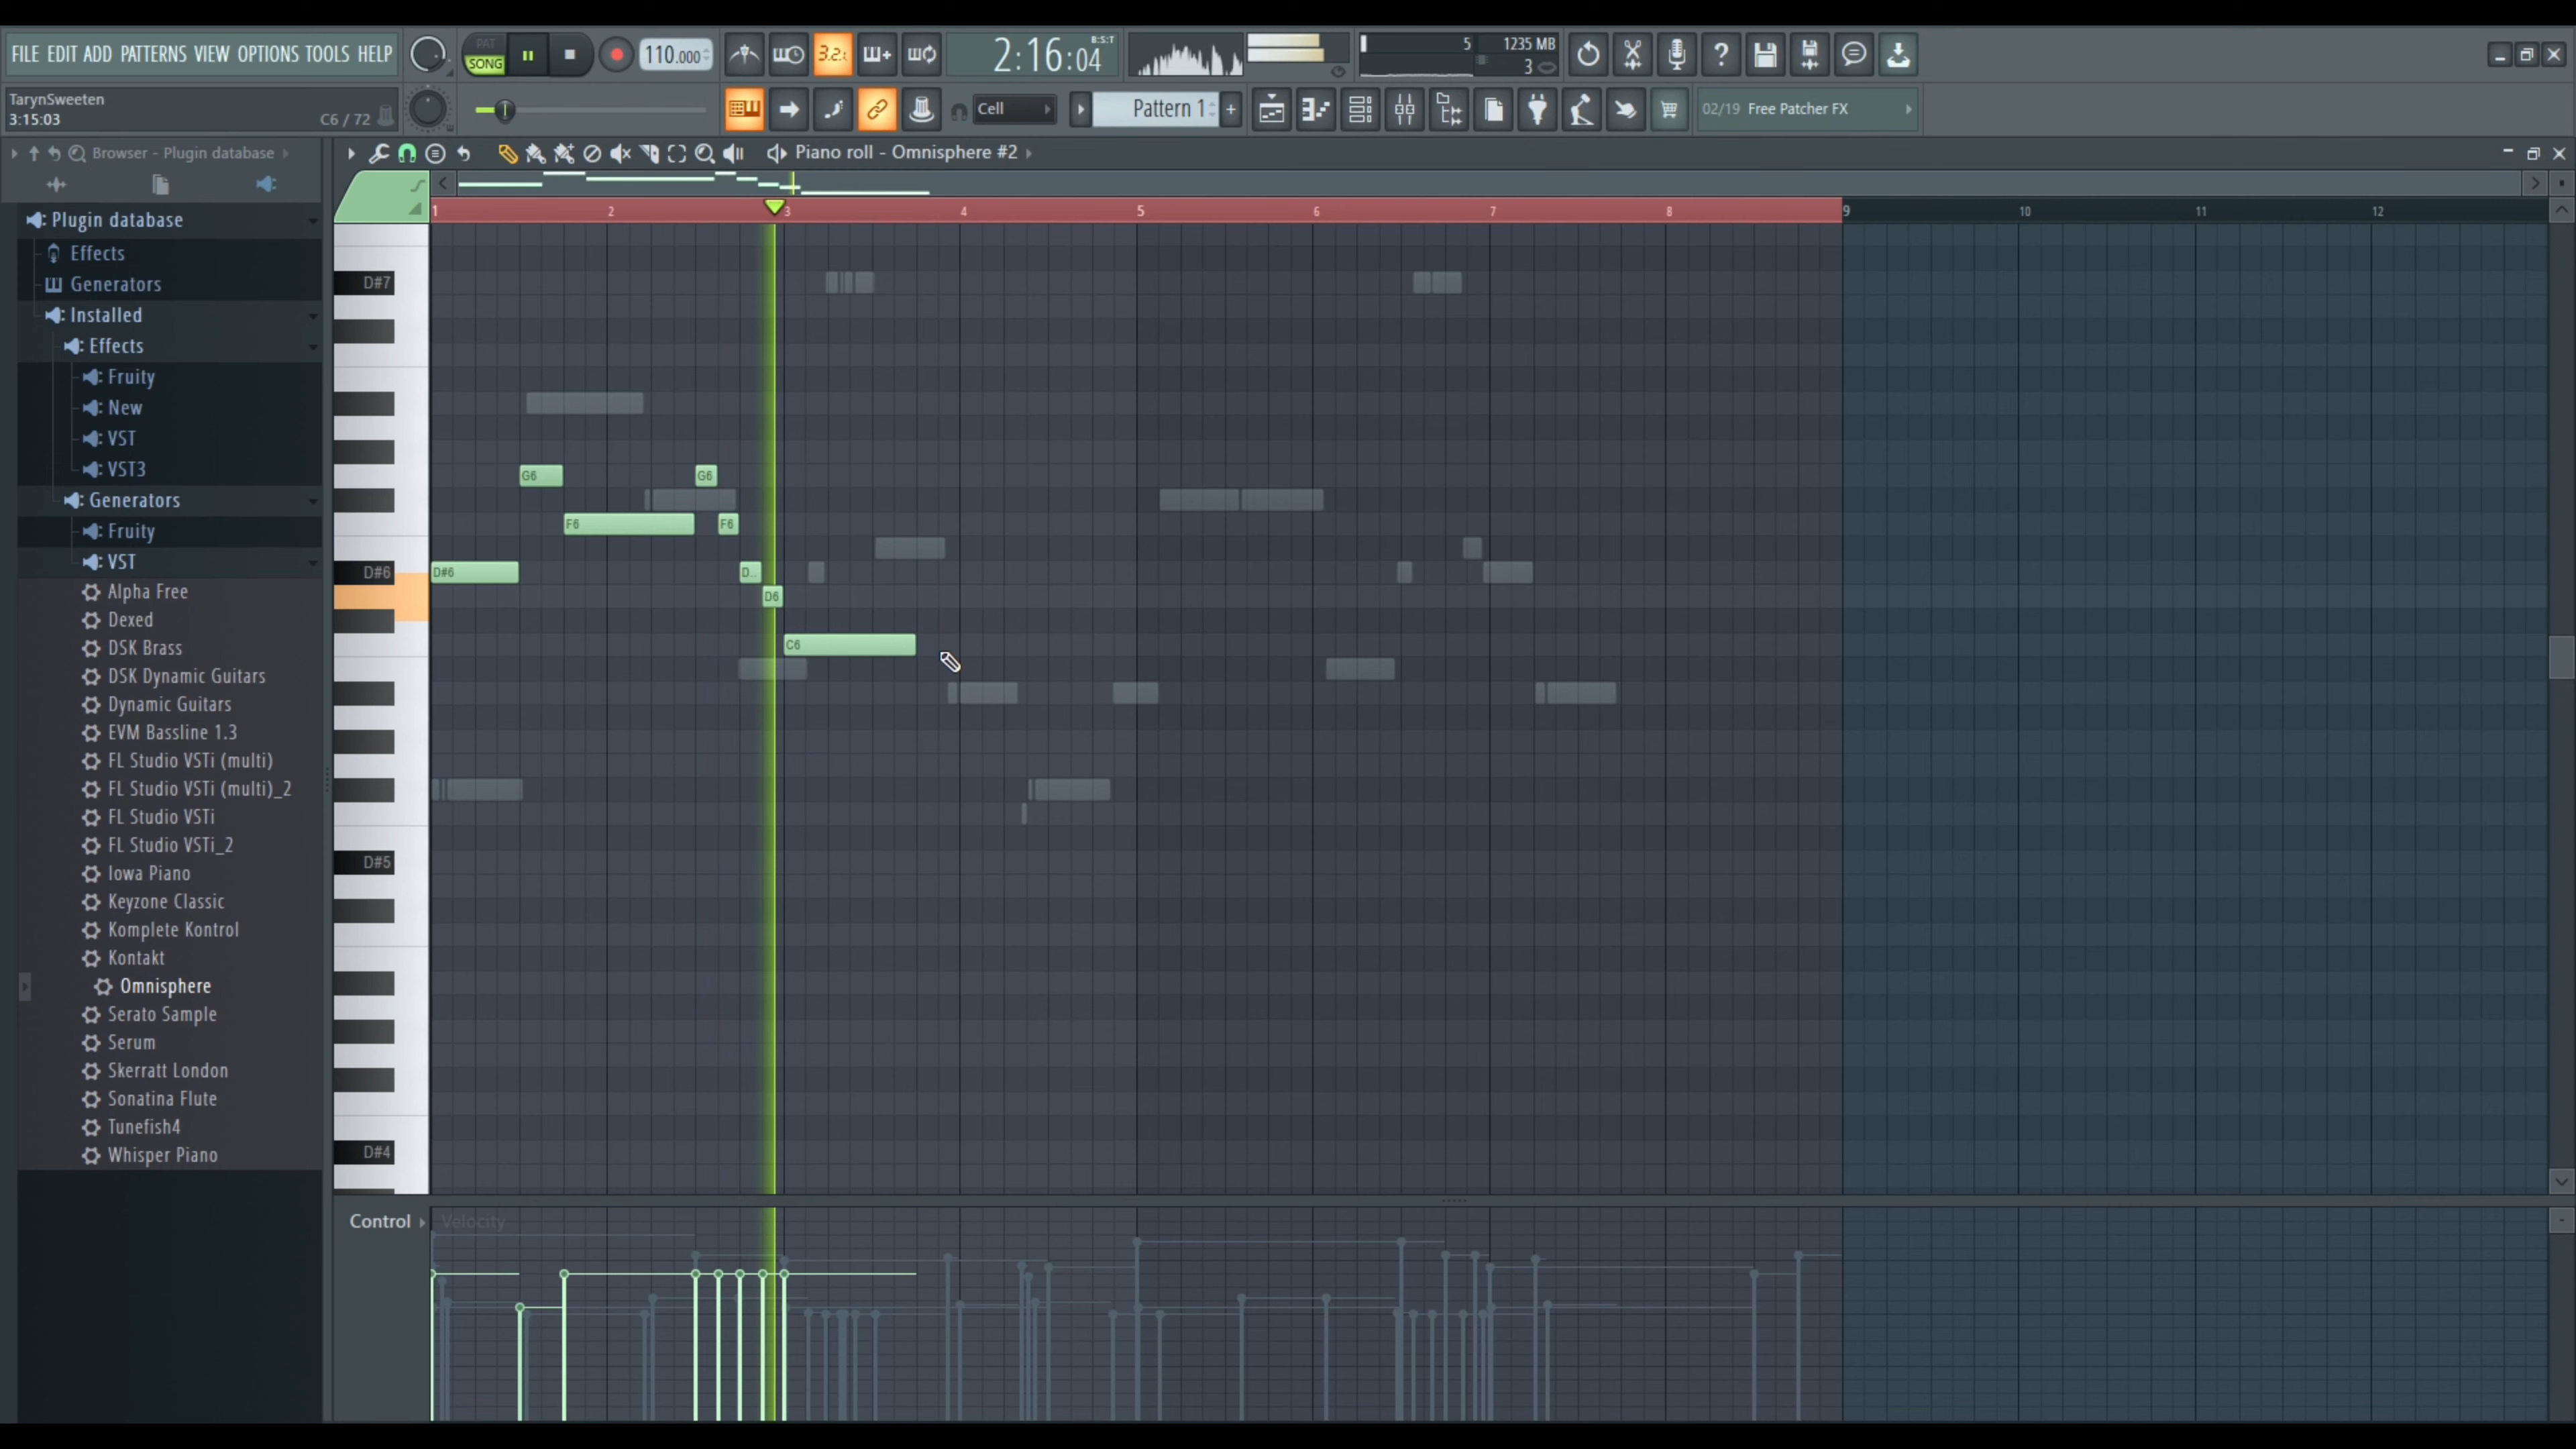 FILE EDIT ADD PATTERNS VIEW OPTIONS TOOLS HELP
PAT
SONG
110.000
3.2
2:16:04
B:S:T
5
1235 MB
3
TarynSweeten
3:15:03
C6 / 72
Cell
Pattern 1
+
02/19 Free Patcher FX
Browser - Plugin database
Piano roll - Omnisphere #2
Plugin database
Effects
Generators
Installed
Effects
Fruity
New
VST
VST3
Generators
Fruity
VST
Alpha Free
Dexed
DSK Brass
DSK Dynamic Guitars
Dynamic Guitars
EVM Bassline 1.3
FL Studio VSTi (multi)
FL Studio VSTi (multi)_2
FL Studio VSTi
FL Studio VSTi_2
Iowa Piano
Keyzone Classic
Komplete Kontrol
Kontakt
Omnisphere
Serato Sample
Serum
Skerratt London
Sonatina Flute
Tunefish4
Whisper Piano
1 2 3 4 5 6 7 8 9 10 11 12
D#7
G6 G6
F6 F6
D#6 D#6 D...
D6
C6
D#5
D#4
Control Velocity